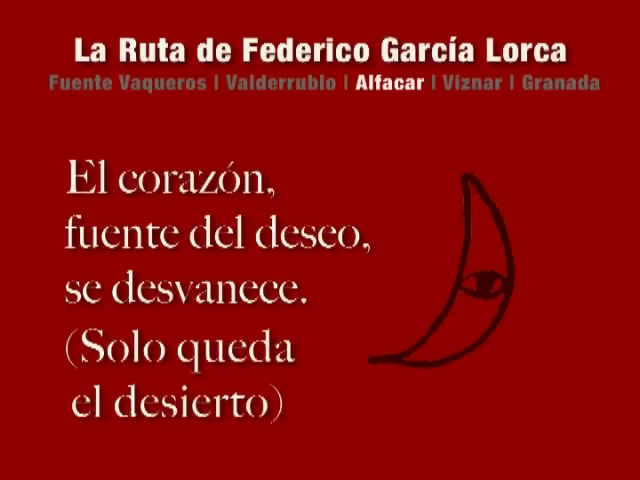 La Ruta de Federico García Lorca
Fuente Vaqueros | Valderrublo | Alfacar | Víznar | Granada
El corazón,
fuente del deseo,
se desvanece.
(Solo queda
el desierto)